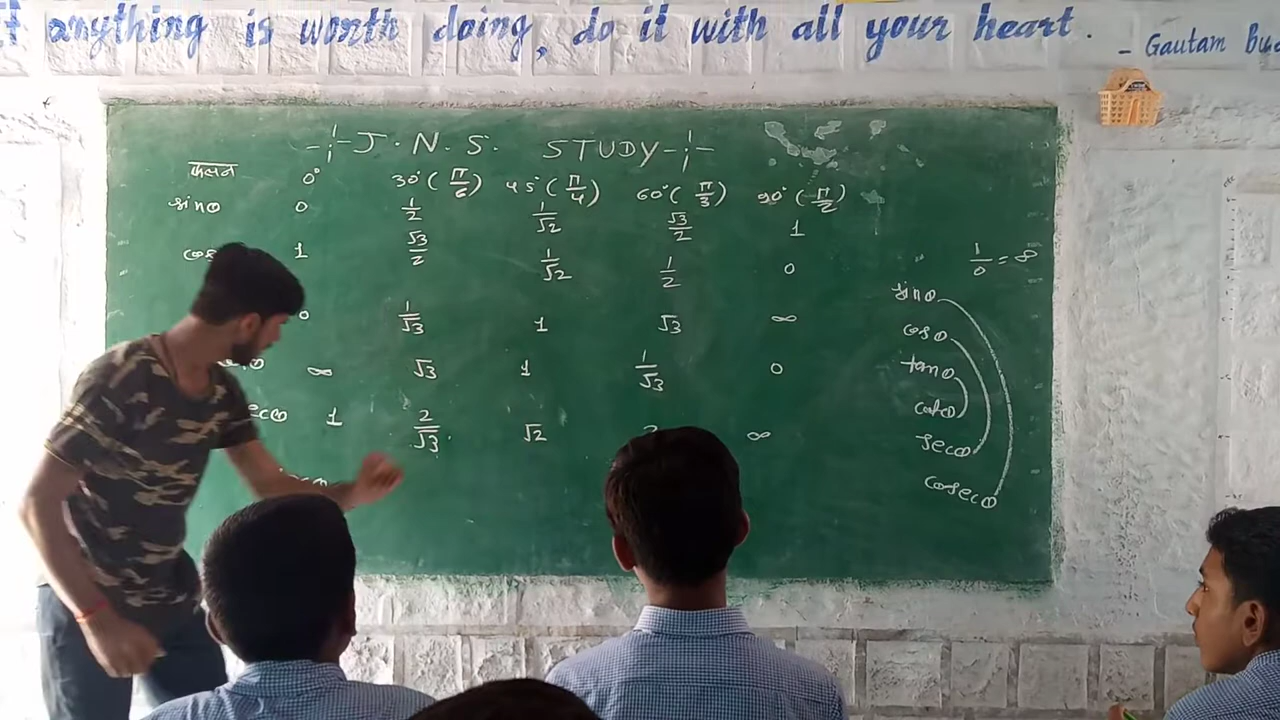 anything is worth doing, do it with all your heart.
- Gautam
J.N.S. STUDY
फलन 0° 30°(π/6) 45°(π/4) 60°(π/3) 90°(π/2)
sinθ 0 1/2 1/√2 √3/2 1
cos 1 √3/2 1/√2 1/2 0
0 1/√3 1 √3 ∞
θ ∞ √3 1 1/√3 0
secθ 1 2/√3 √2 2 ∞
1/0 = ∞
sinθ
cosθ
tanθ
cotθ
secθ
cosecθ